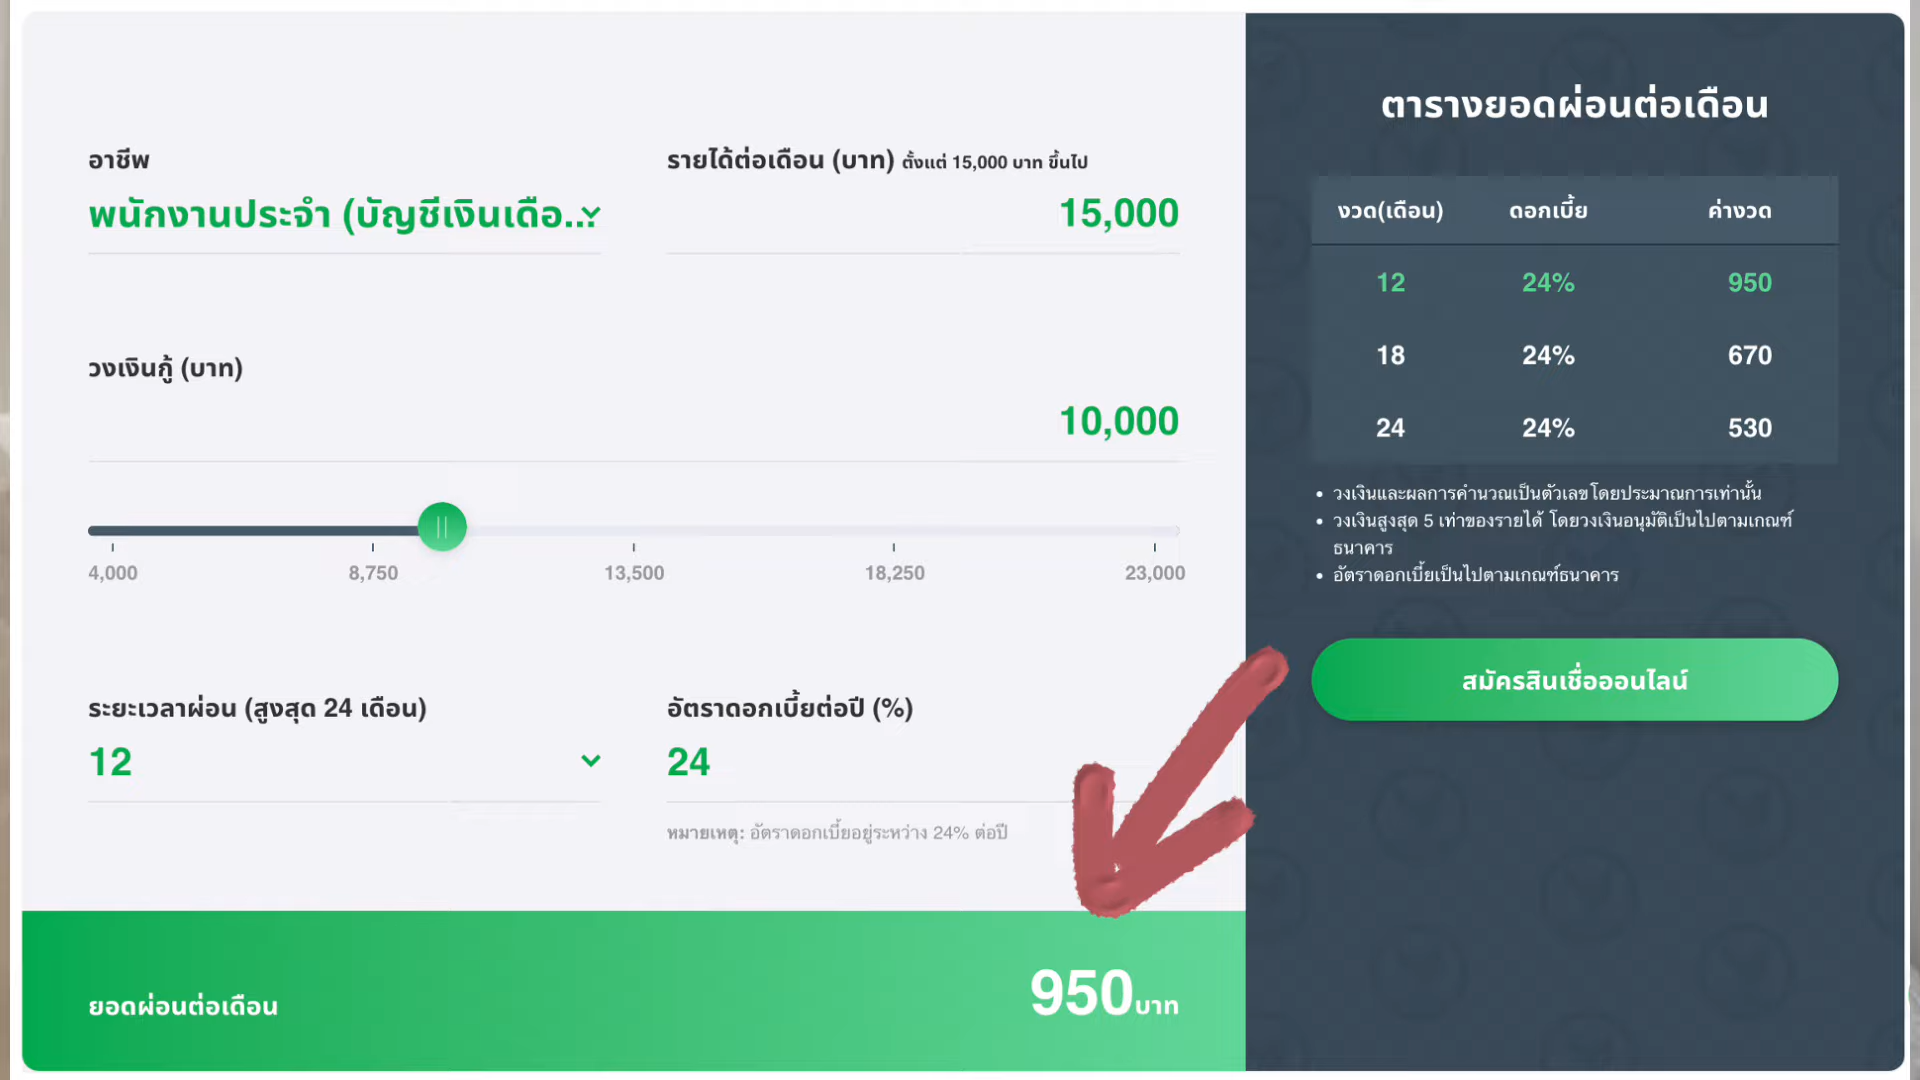 อาชีพ
พนักงานประจำ (บัญชีเงินเดือ...
รายได้ต่อเดือน (บาท) ตั้งแต่ 15,000 บาท ขึ้นไป
15,000
วงเงินกู้ (บาท)
10,000
4,000 8,750 13,500 18,250 23,000
ระยะเวลาผ่อน (สูงสุด 24 เดือน)
12
อัตราดอกเบี้ยต่อปี (%)
24
หมายเหตุ: อัตราดอกเบี้ยอยู่ระหว่าง 24% ต่อปี
ยอดผ่อนต่อเดือน
950บาท
ตารางยอดผ่อนต่อเดือน
งวด(เดือน) ดอกเบี้ย ค่างวด
12 24% 950
18 24% 670
24 24% 530
• วงเงินและผลการคำนวณเป็นตัวเลขโดยประมาณการเท่านั้น
• วงเงินสูงสุด 5 เท่าของรายได้ โดยวงเงินอนุมัติเป็นไปตามเกณฑ์
ธนาคาร
• อัตราดอกเบี้ยเป็นไปตามเกณฑ์ธนาคาร
สมัครสินเชื่อออนไลน์